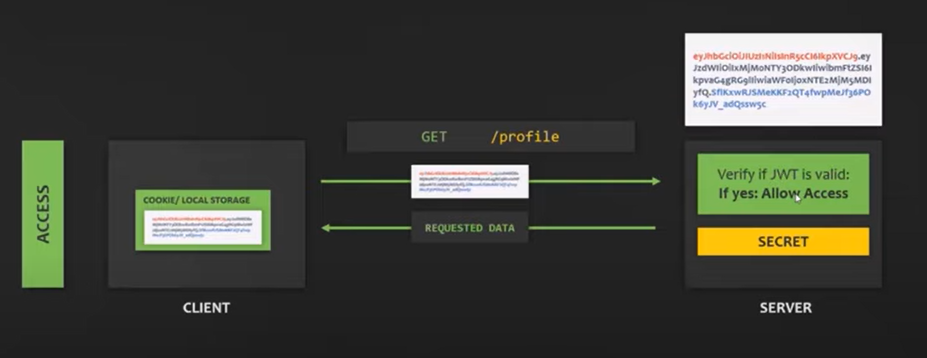 eyJhbGciOiJIUzI1NiIsInR5cCI6IkpXVCJ9.ey
JzdWIiOiIxMjM0NTY3ODkwIiwibmFtZSI6I
kpvaG4gRG9lIiwiaWF0IjoxNTE2MjM5MDI
yfQ.SflKxwRJSMeKKF2QT4fwpMeJf36PO
k6yJV_adQssw5c
GET /profile
ACCESS
COOKIE/ LOCAL STORAGE
Verify if JWT is valid:
If yes: Allow Access
REQUESTED DATA
SECRET
CLIENT
SERVER